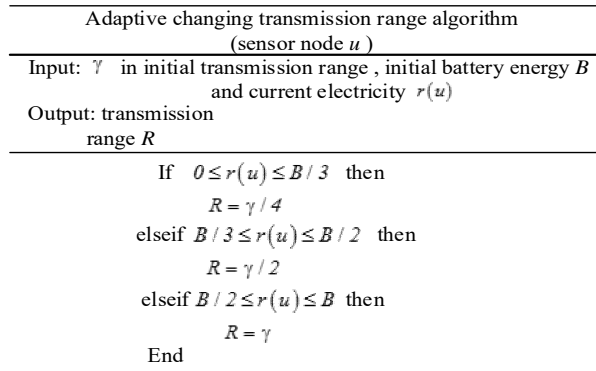 Adaptive changing transmission range algorithm
(sensor node u )
Input: γ in initial transmission range , initial battery energy B
and current electricity r(u)
Output: transmission
range R
If 0≤r(u)≤B/3 then
R=γ/4
elseif B/3≤r(u)≤B/2 then
R=γ/2
elseif B/2≤r(u)≤B then
R=γ
End